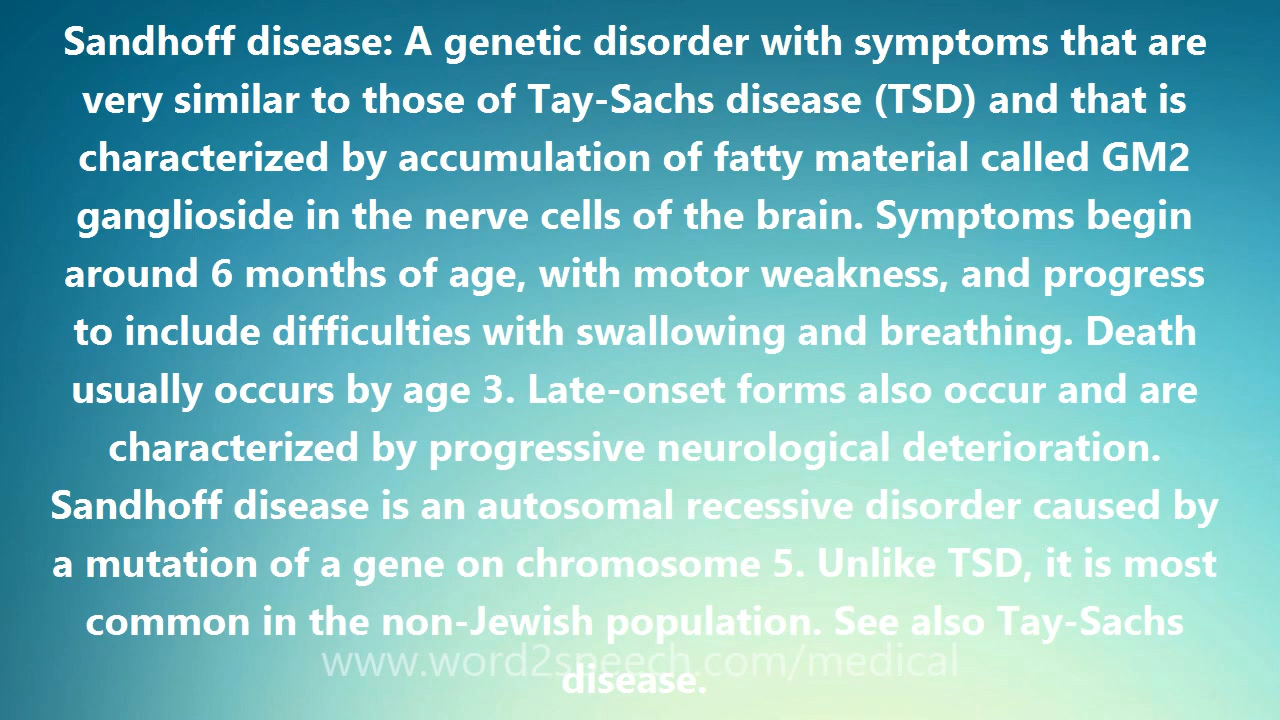 Sandhoff disease: A genetic disorder with symptoms that are
very similar to those of Tay-Sachs disease (TSD) and that is
characterized by accumulation of fatty material called GM2
ganglioside in the nerve cells of the brain. Symptoms begin
around 6 months of age, with motor weakness, and progress
to include difficulties with swallowing and breathing. Death
usually occurs by age 3. Late-onset forms also occur and are
characterized by progressive neurological deterioration.
Sandhoff disease is an autosomal recessive disorder caused by
a mutation of a gene on chromosome 5. Unlike TSD, it is most
common in the non-Jewish population. See also Tay-Sachs
www.word2speech.com/medical
disease.